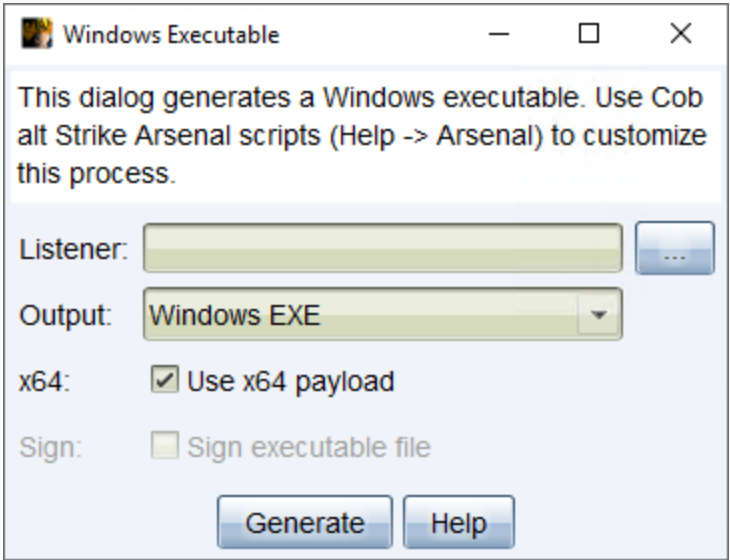 Windows Executable
This dialog generates a Windows executable. Use Cob
alt Strike Arsenal scripts (Help -> Arsenal) to customize
this process.
Listener:
...
Output: Windows EXE
x64: Use x64 payload
Sign: Sign executable file
Generate Help